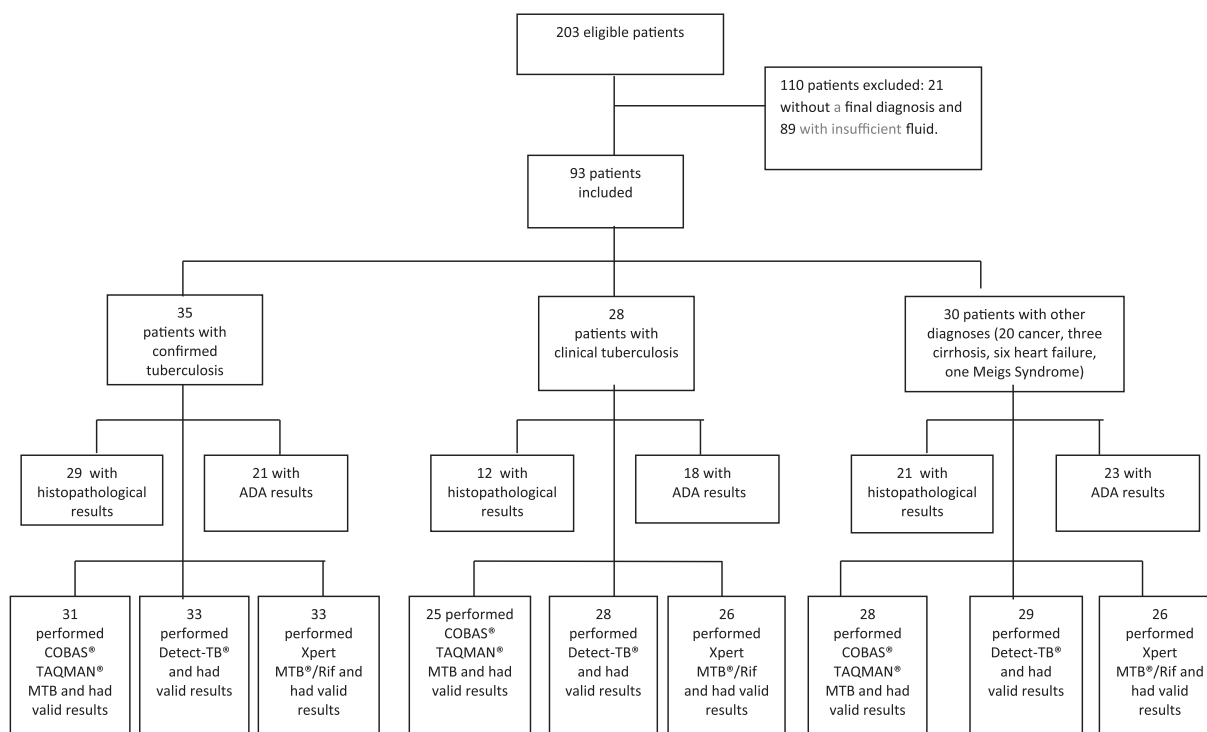 203 eligible patients
110 patients excluded: 21
without a final diagnosis and
89 with insufficient fluid.
93 patients
included
35
patients with
confirmed
tuberculosis
28
patients with
clinical tuberculosis
30 patients with other
diagnoses (20 cancer, three
cirrhosis, six heart failure,
one Meigs Syndrome)
29 with
histopathological
results
21 with
ADA results
12 with
histopathological
results
18 with
ADA results
21 with
histopathological
results
23 with
ADA results
31
performed
COBAS®
TAQMAN®
MTB and had
valid results
33
performed
Detect-TB®
and had
valid results
33
performed
Xpert
MTB®/Rif and
had valid
results
25 performed
COBAS®
TAQMAN®
MTB and had
valid results
28
performed
Detect-TB®
and had
valid results
26
performed
Xpert
MTB®/Rif
and had valid
results
28
performed
COBAS®
TAQMAN®
MTB and had
valid results
29
performed
Detect-TB®
and had
valid results
26
performed
Xpert
MTB®/Rif and
had valid
results